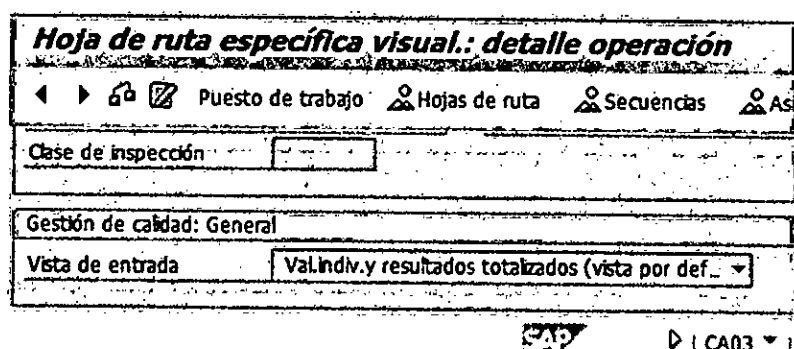 Hoja de ruta específica visual.: detalle operación
Puesto de trabajo Hojas de ruta Secuencias As
Clase de inspección
Gestión de calidad: General
Vista de entrada Val.indiv.y resultados totalizados (vista por def...
SAP CA03